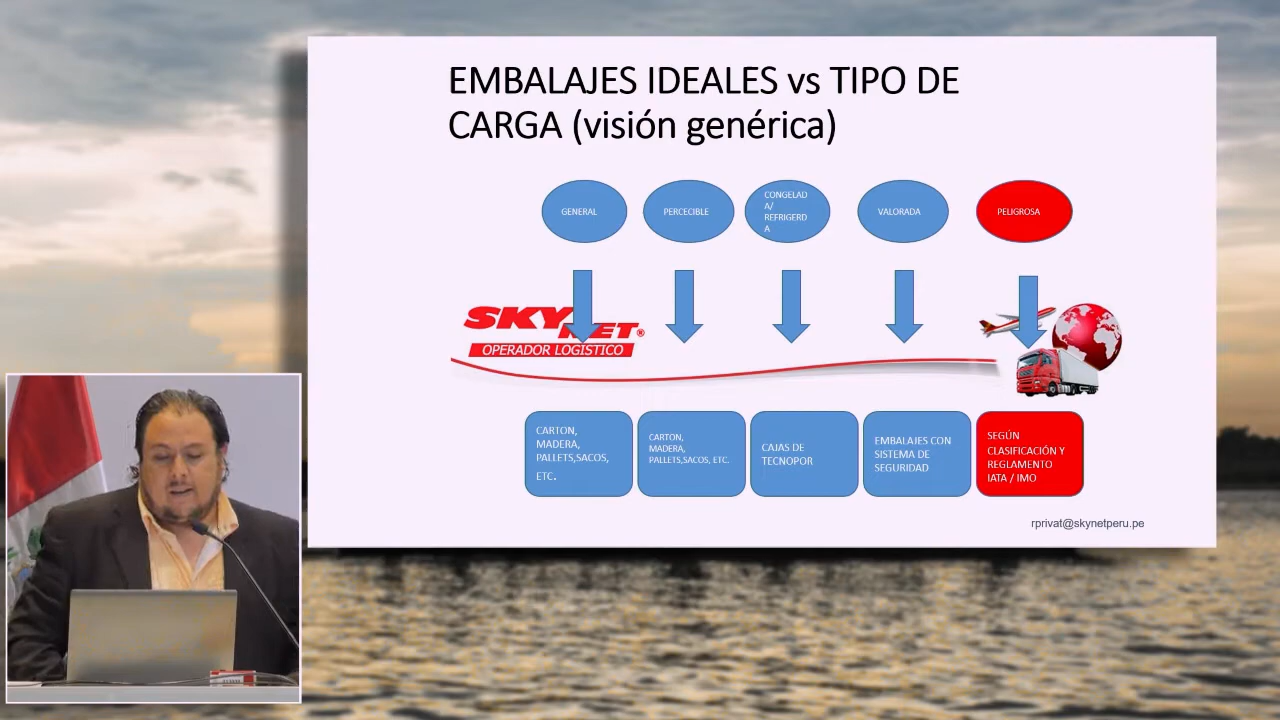 EMBALAJES IDEALES vs TIPO DE
CARGA (visión genérica)
GENERAL
PERCECIBLE
CONGELAD
A/
REFRIGERD
A
VALORADA
PELIGROSA
SKYNET®
OPERADOR LOGÍSTICO
CARTON,
MADERA,
PALLETS,SACOS,
ETC.
CARTON,
MADERA,
PALLETS,SACOS, ETC.
CAJAS DE
TECNOPOR
EMBALAJES CON
SISTEMA DE
SEGURIDAD
SEGÚN
CLASIFICACIÓN Y
REGLAMENTO
IATA / IMO
rprivat@skynetperu.pe